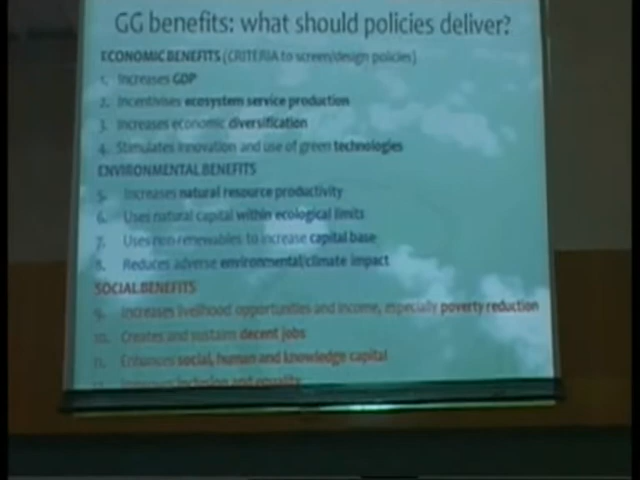 GG benefits: what should policies deliver?
ECONOMIC BENEFITS (CRITERIA to screen/design policies)
1. Increases GDP
2. Incentivises ecosystem service production
3. Increases economic diversification
4. Stimulates innovation and use of green technologies
ENVIRONMENTAL BENEFITS
5. Increases natural resource productivity
6. Uses natural capital within ecological limits
7. Uses non-renewables to increase capital base
8. Reduces adverse environmental/climate impact
SOCIAL BENEFITS
9. Increases livelihood opportunities and income, especially poverty reduction
10. Creates and sustains decent jobs
11. Enhances social, human and knowledge capital
inclusion and equality